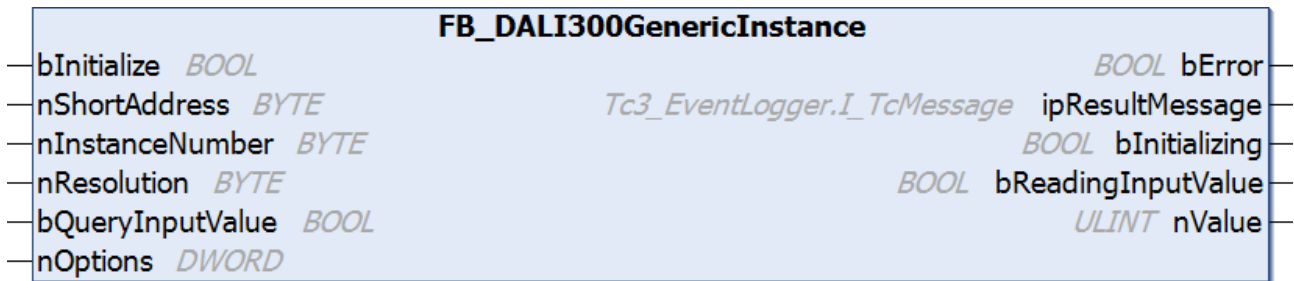 FB_DALI300GenericInstance
bInitialize BOOL BOOL bError
nShortAddress BYTE Tc3_EventLogger.I_TcMessage ipResultMessage
nInstanceNumber BYTE BOOL bInitializing
nResolution BYTE BOOL bReadingInputValue
bQueryInputValue BOOL ULINT nValue
nOptions DWORD